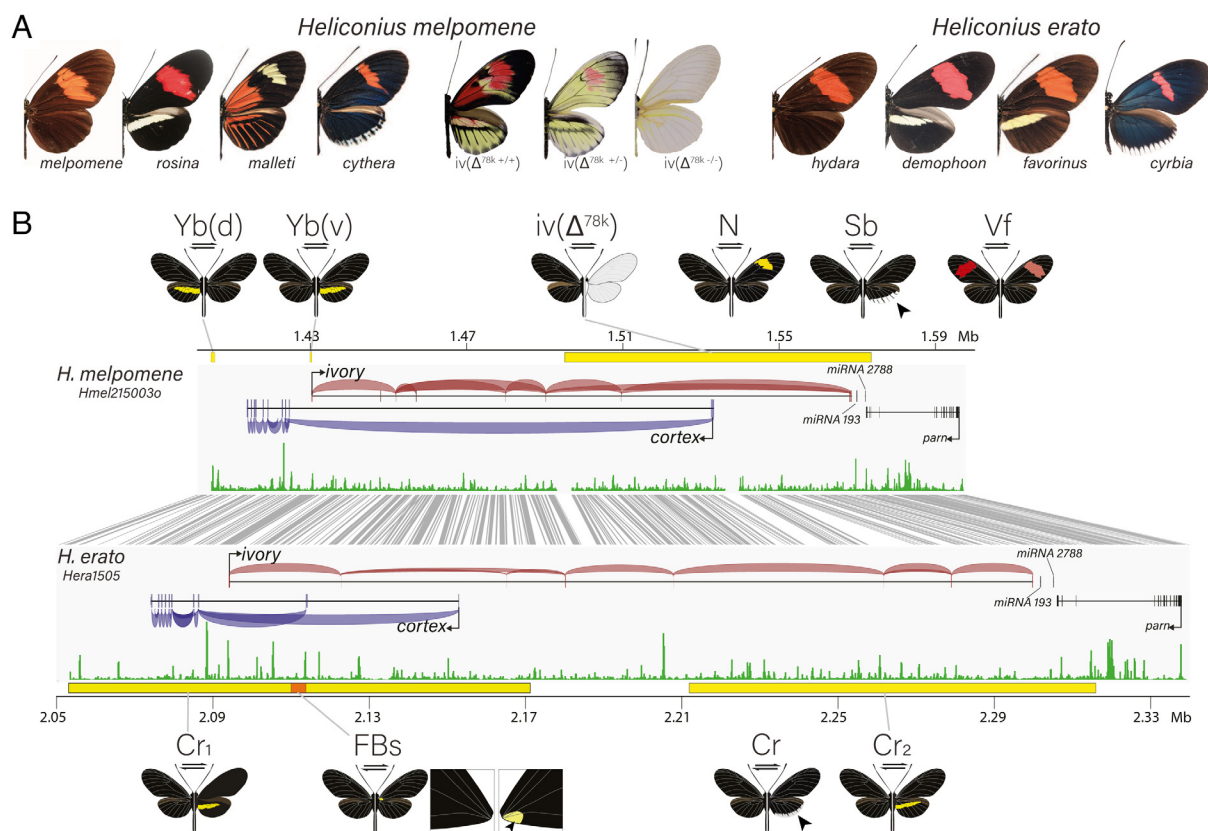 A
Heliconius melpomene
Heliconius erato
melpomene
rosina
malleti
cythera
iv(Δ78k +/+)
iv(Δ78k +/-)
iv(Δ78k -/-)
hydara
demophoon
favorinus
cyrbia
B
Yb(d)
Yb(v)
iv(Δ78k)
N
Sb
Vf
1.43
1.47
1.51
1.55
1.59
Mb
H. melpomene
Hmel215003o
ivory
miRNA 2788
miRNA 193
cortex
parn
H. erato
Hera1505
ivory
miRNA 2788
miRNA 193
cortex
parn
2.05
2.09
2.13
2.17
2.21
2.25
2.29
2.33
Mb
Cr1
FBs
Cr
Cr2